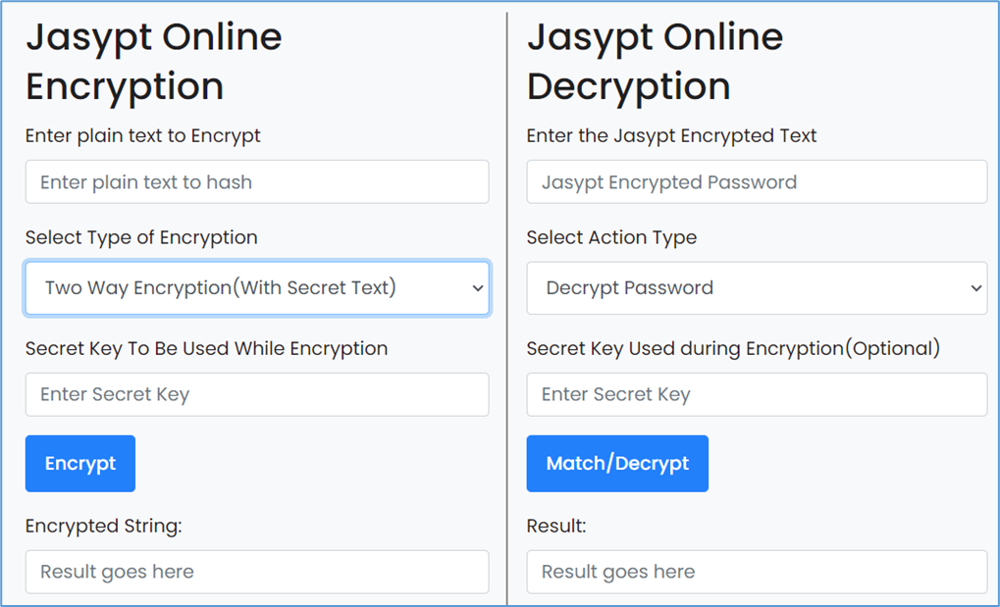 Jasypt Online
Encryption
Enter plain text to Encrypt
Enter plain text to hash
Select Type of Encryption
Two Way Encryption(With Secret Text)
Secret Key To Be Used While Encryption
Enter Secret Key
Encrypt
Encrypted String:
Result goes here
Jasypt Online
Decryption
Enter the Jasypt Encrypted Text
Jasypt Encrypted Password
Select Action Type
Decrypt Password
Secret Key Used during Encryption(Optional)
Enter Secret Key
Match/Decrypt
Result:
Result goes here